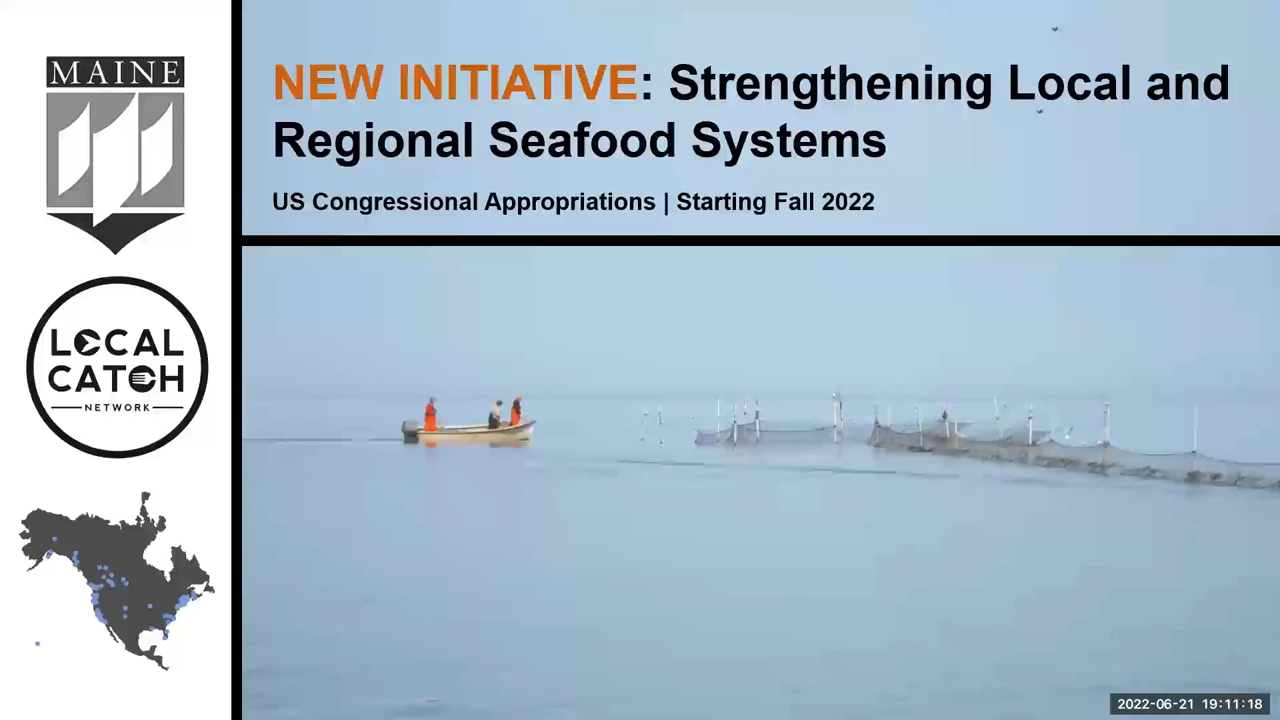 MAINE
LOCAL
CATCH
NETWORK
NEW INITIATIVE: Strengthening Local and
Regional Seafood Systems
US Congressional Appropriations | Starting Fall 2022
2022-06-21 19:11:18